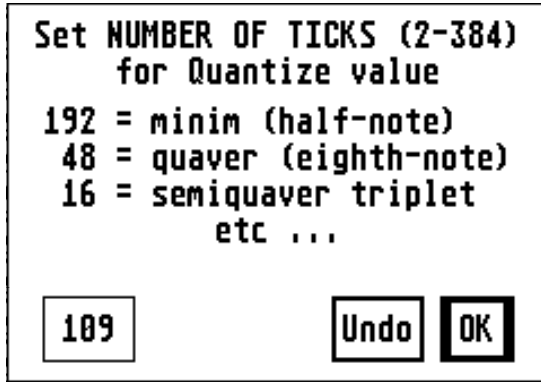 Set NUMBER OF TICKS (2-384)
for Quantize value
192 = minim (half-note)
48 = quaver (eighth-note)
16 = semiquaver triplet
etc ...
109 Undo OK